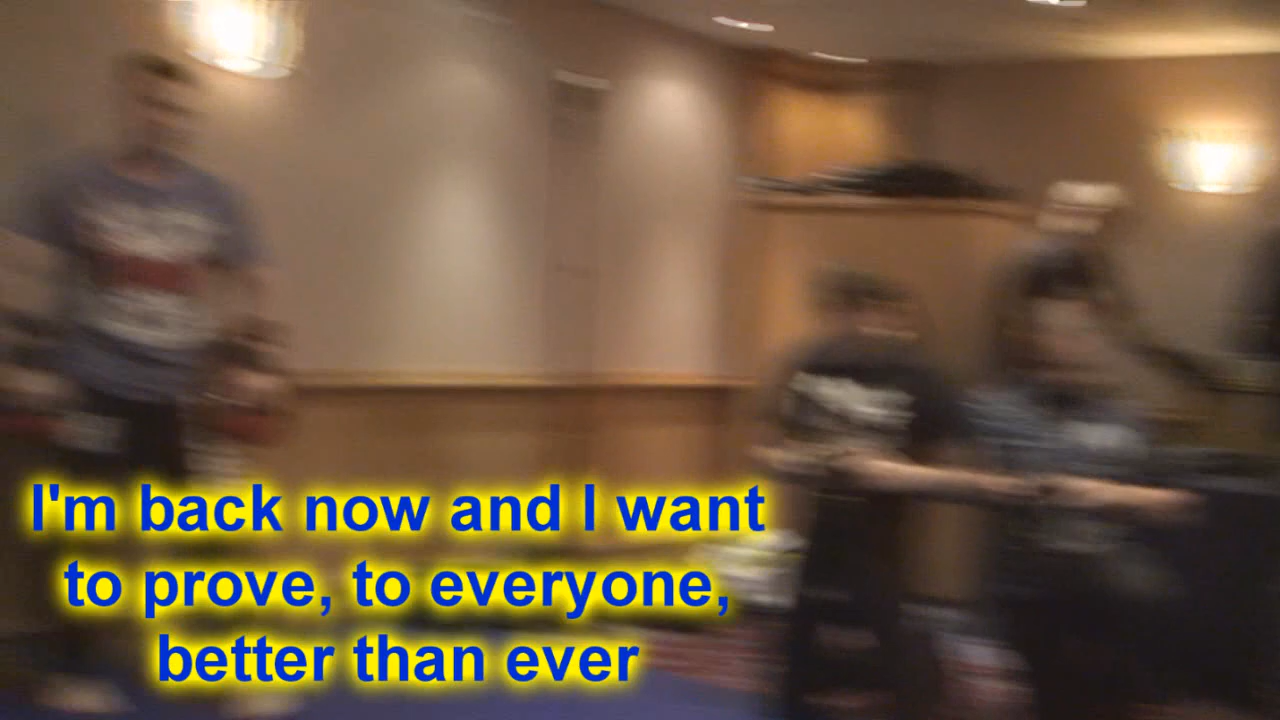 I'm back now and I want
to prove, to everyone,
better than ever